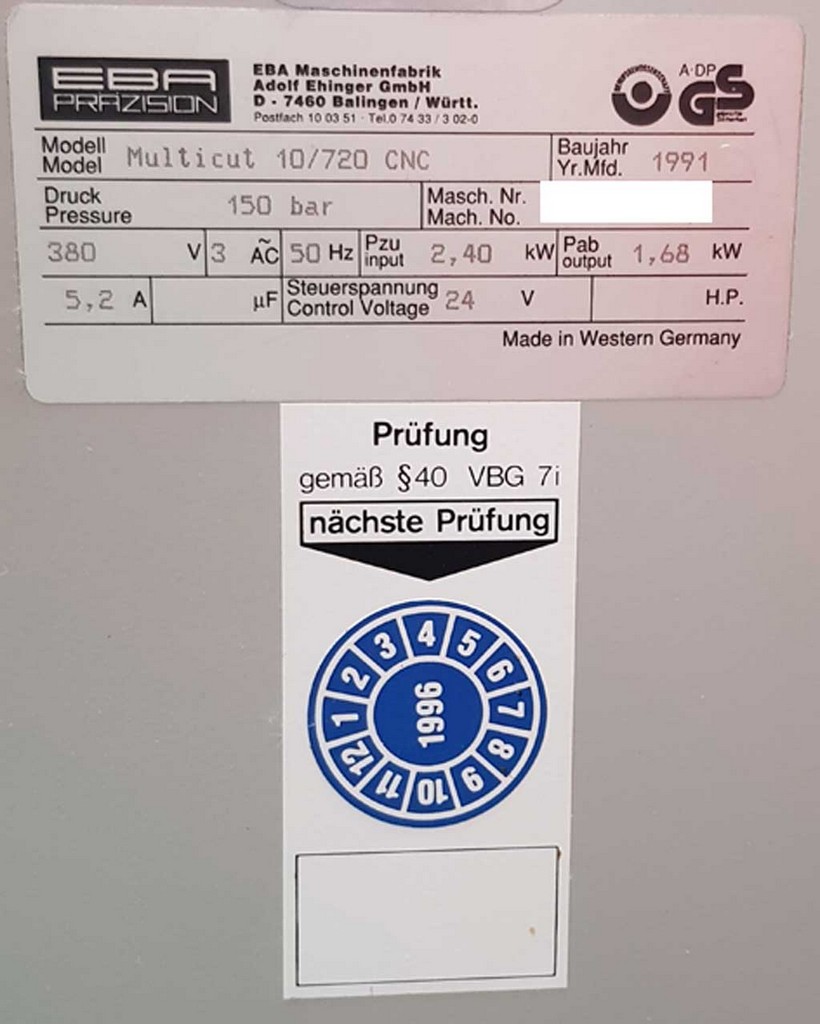 EBA
PRÄZISION
EBA Maschinenfabrik
Adolf Ehinger GmbH
D - 7460 Balingen / Württ.
Postfach 10 03 51 · Tel.0 74 33 / 3 02-0
A·DP
GS
Modell
Model
Multicut 10/720 CNC
Baujahr
Yr.Mfd.
1991
Druck
Pressure
150 bar
Masch. Nr.
Mach. No.
380 V
3 AC
50 Hz
Pzu
input
2,40 kW
Pab
output
1,68 kW
5,2 A
µF
Steuerspannung
Control Voltage
24 V
H.P.
Made in Western Germany
Prüfung
gemäß §40 VBG 7i
nächste Prüfung
1 2 3 4 5 6 7 8 9 10 11 12
1996